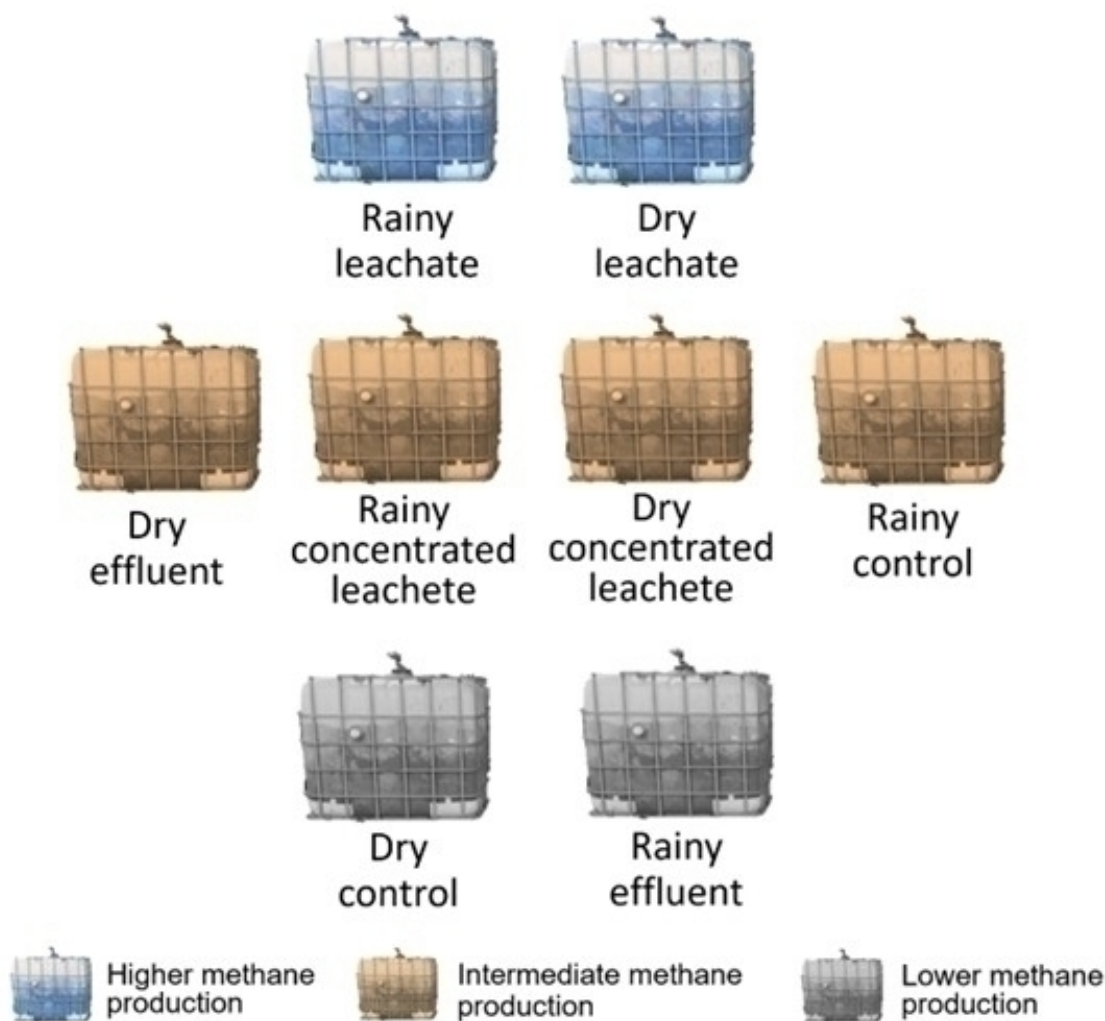 Rainy
leachate
Dry
leachate
Dry
effluent
Rainy
concentrated
leachete
Dry
concentrated
leachete
Rainy
control
Dry
control
Rainy
effluent
Higher methane
production
Intermediate methane
production
Lower methane
production